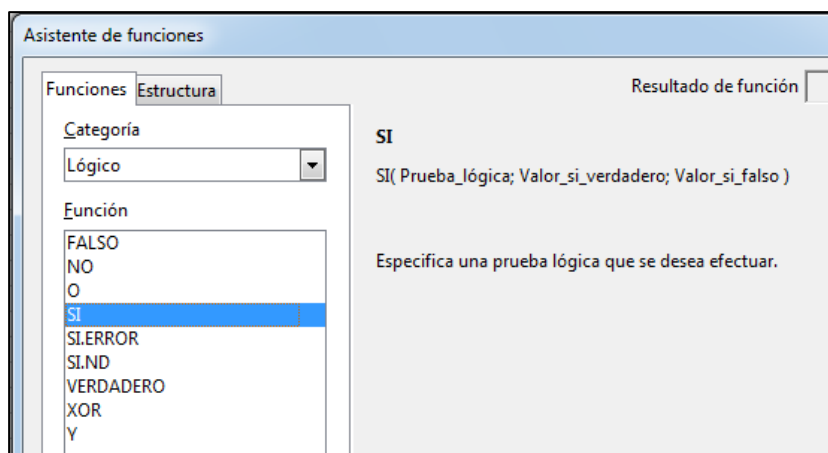 Asistente de funciones
Funciones Estructura
Resultado de función
Categoría
Lógico
Función
FALSO
NO
O
SI
SI.ERROR
SI.ND
VERDADERO
XOR
Y
SI
SI( Prueba_lógica; Valor_si_verdadero; Valor_si_falso )
Especifica una prueba lógica que se desea efectuar.